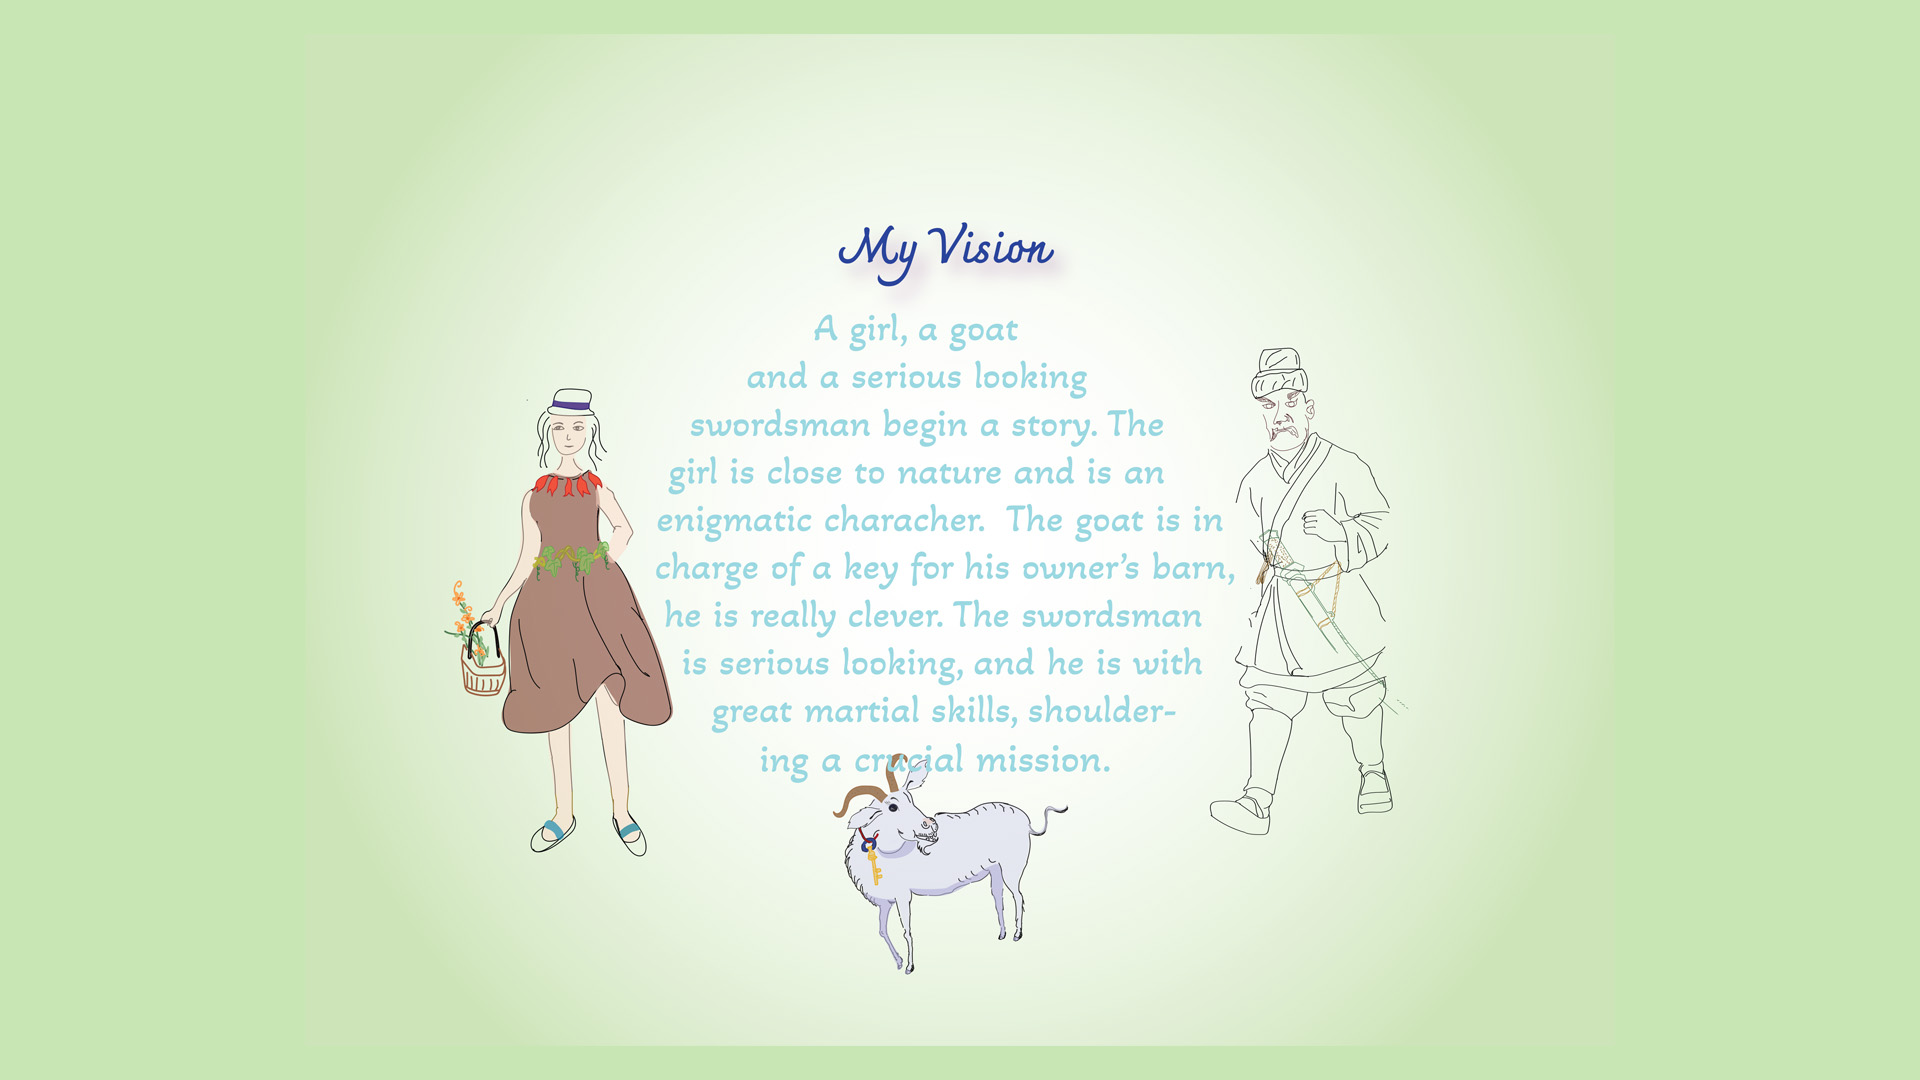 My Vision
A girl, a goat
and a serious looking
swordsman begin a story. The
girl is close to nature and is an
enigmatic characher.  The goat is in
charge of a key for his owner's barn,
he is really clever. The swordsman
is serious looking, and he is with
great martial skills, shoulder-
ing a crucial mission.